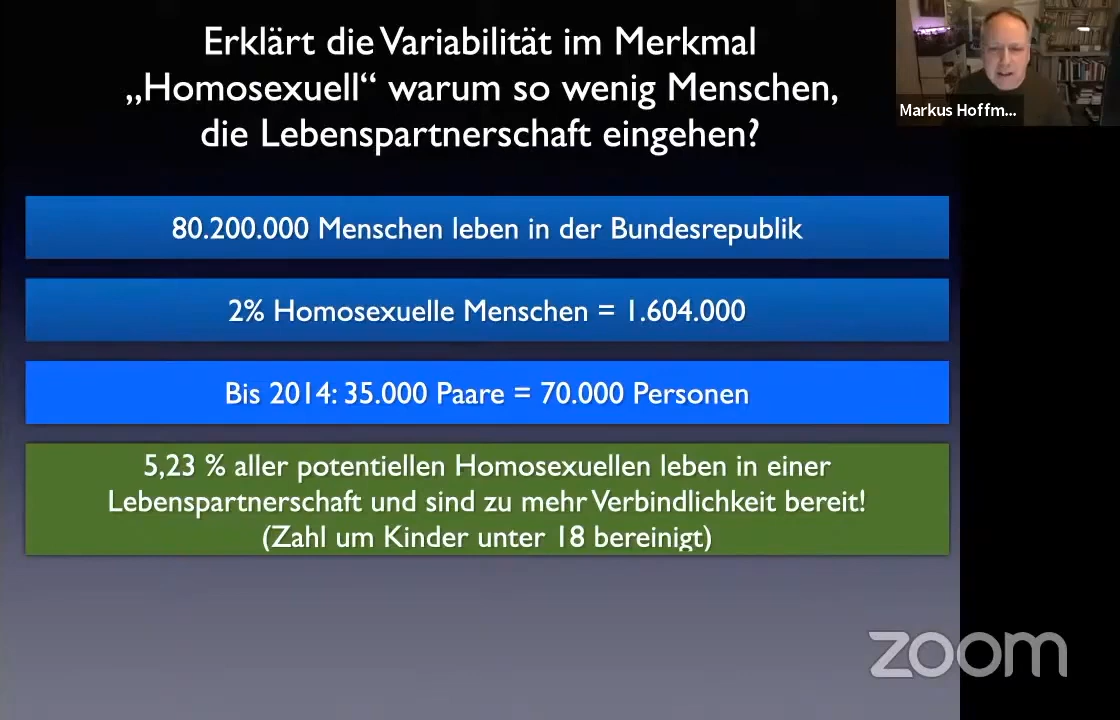 Erklärt die Variabilität im Merkmal
„Homosexuell“ warum so wenig Menschen,
die Lebenspartnerschaft eingehen?
Markus Hoffm...
80.200.000 Menschen leben in der Bundesrepublik
2% Homosexuelle Menschen = 1.604.000
Bis 2014: 35.000 Paare = 70.000 Personen
5,23 % aller potentiellen Homosexuellen leben in einer
Lebenspartnerschaft und sind zu mehr Verbindlichkeit bereit!
(Zahl um Kinder unter 18 bereinigt)
zoom